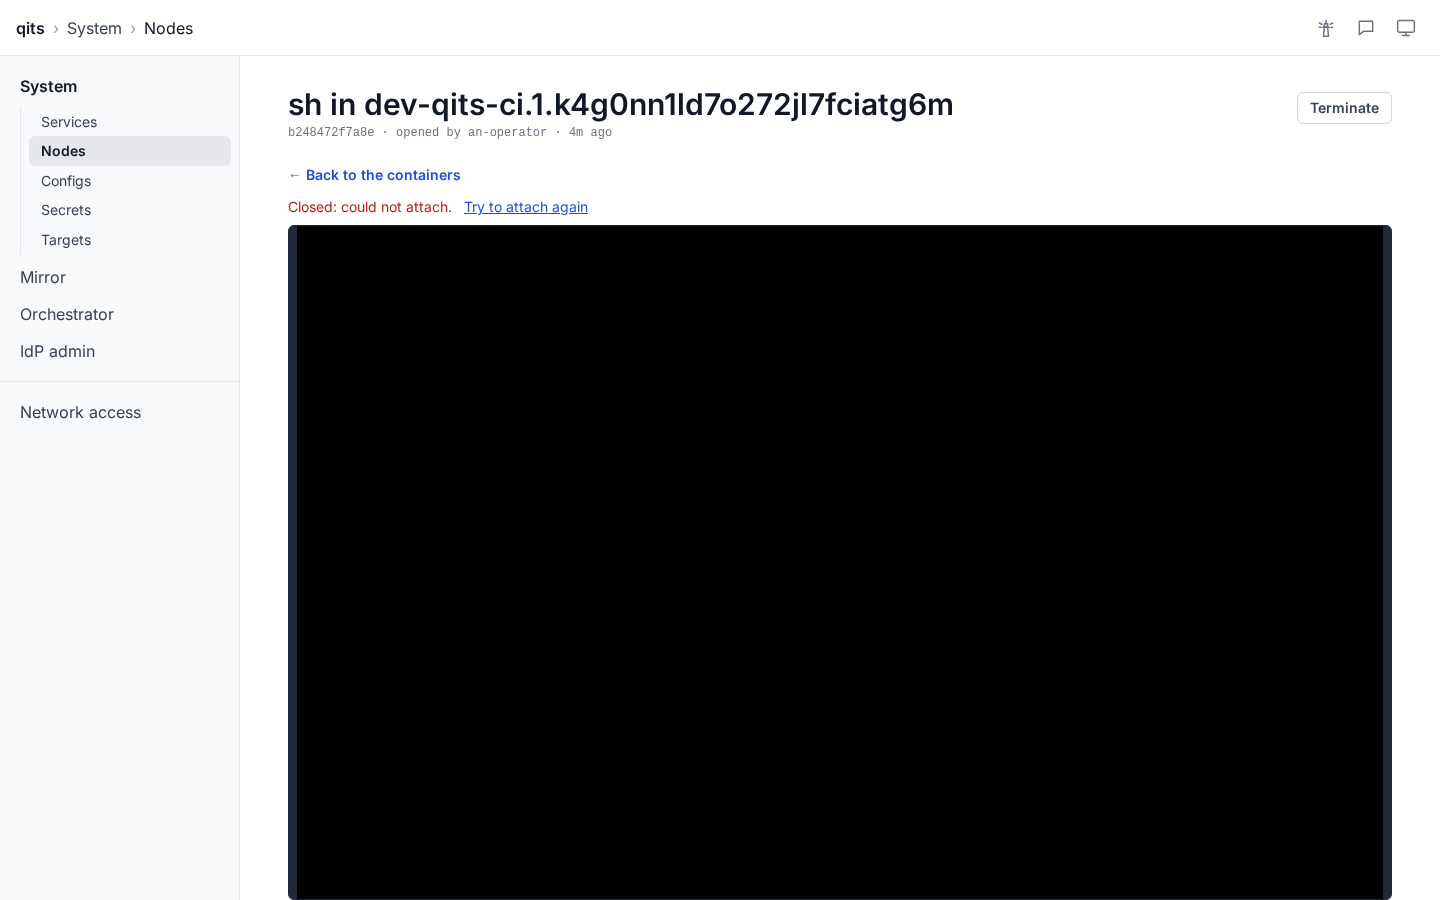 qits › System › Nodes
System
Services
Nodes
Configs
Secrets
Targets
Mirror
Orchestrator
IdP admin
Network access
sh in dev-qits-ci.1.k4g0nn1ld7o272jl7fciatg6m
Terminate
b248472f7a8e · opened by an-operator · 4m ago
← Back to the containers
Closed: could not attach. Try to attach again